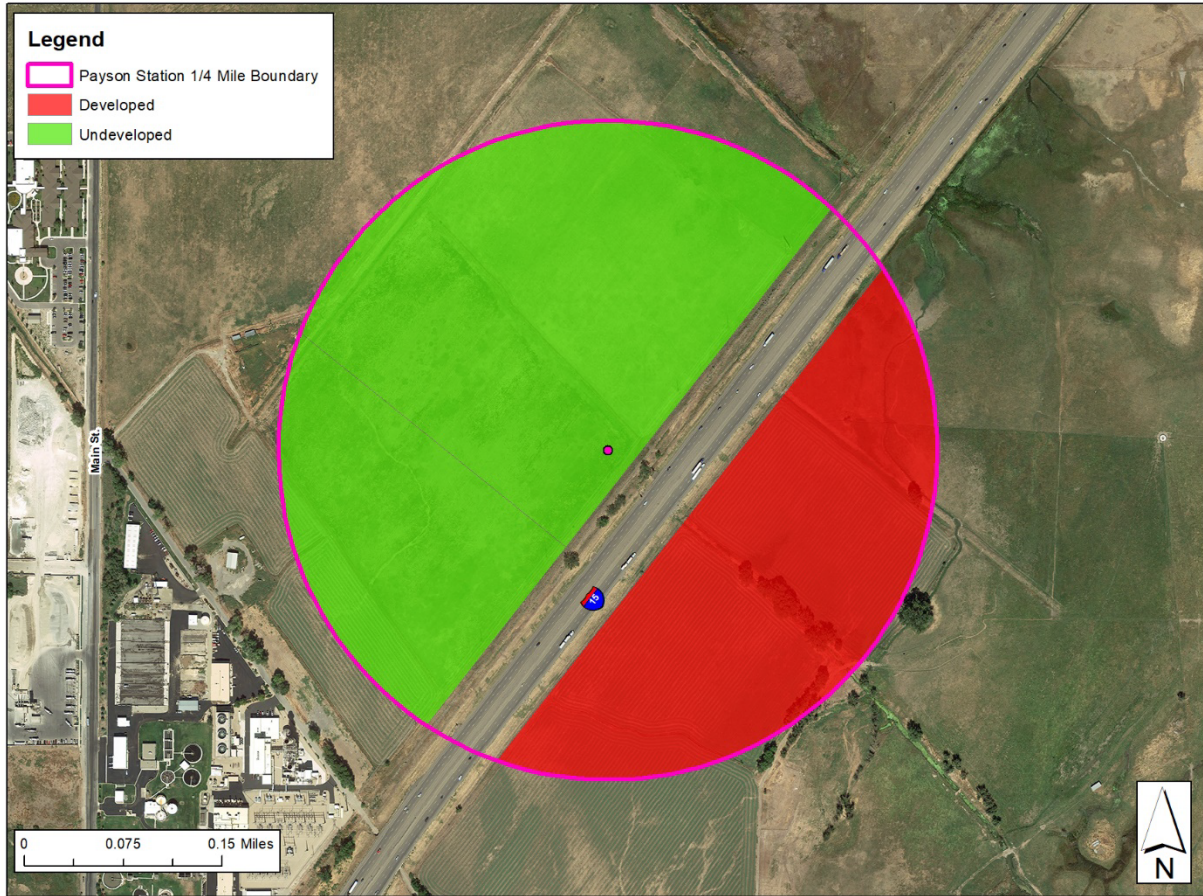 Legend
Payson Station 1/4 Mile Boundary
Developed
Undeveloped
Main St.
15
0 0.075 0.15 Miles
N